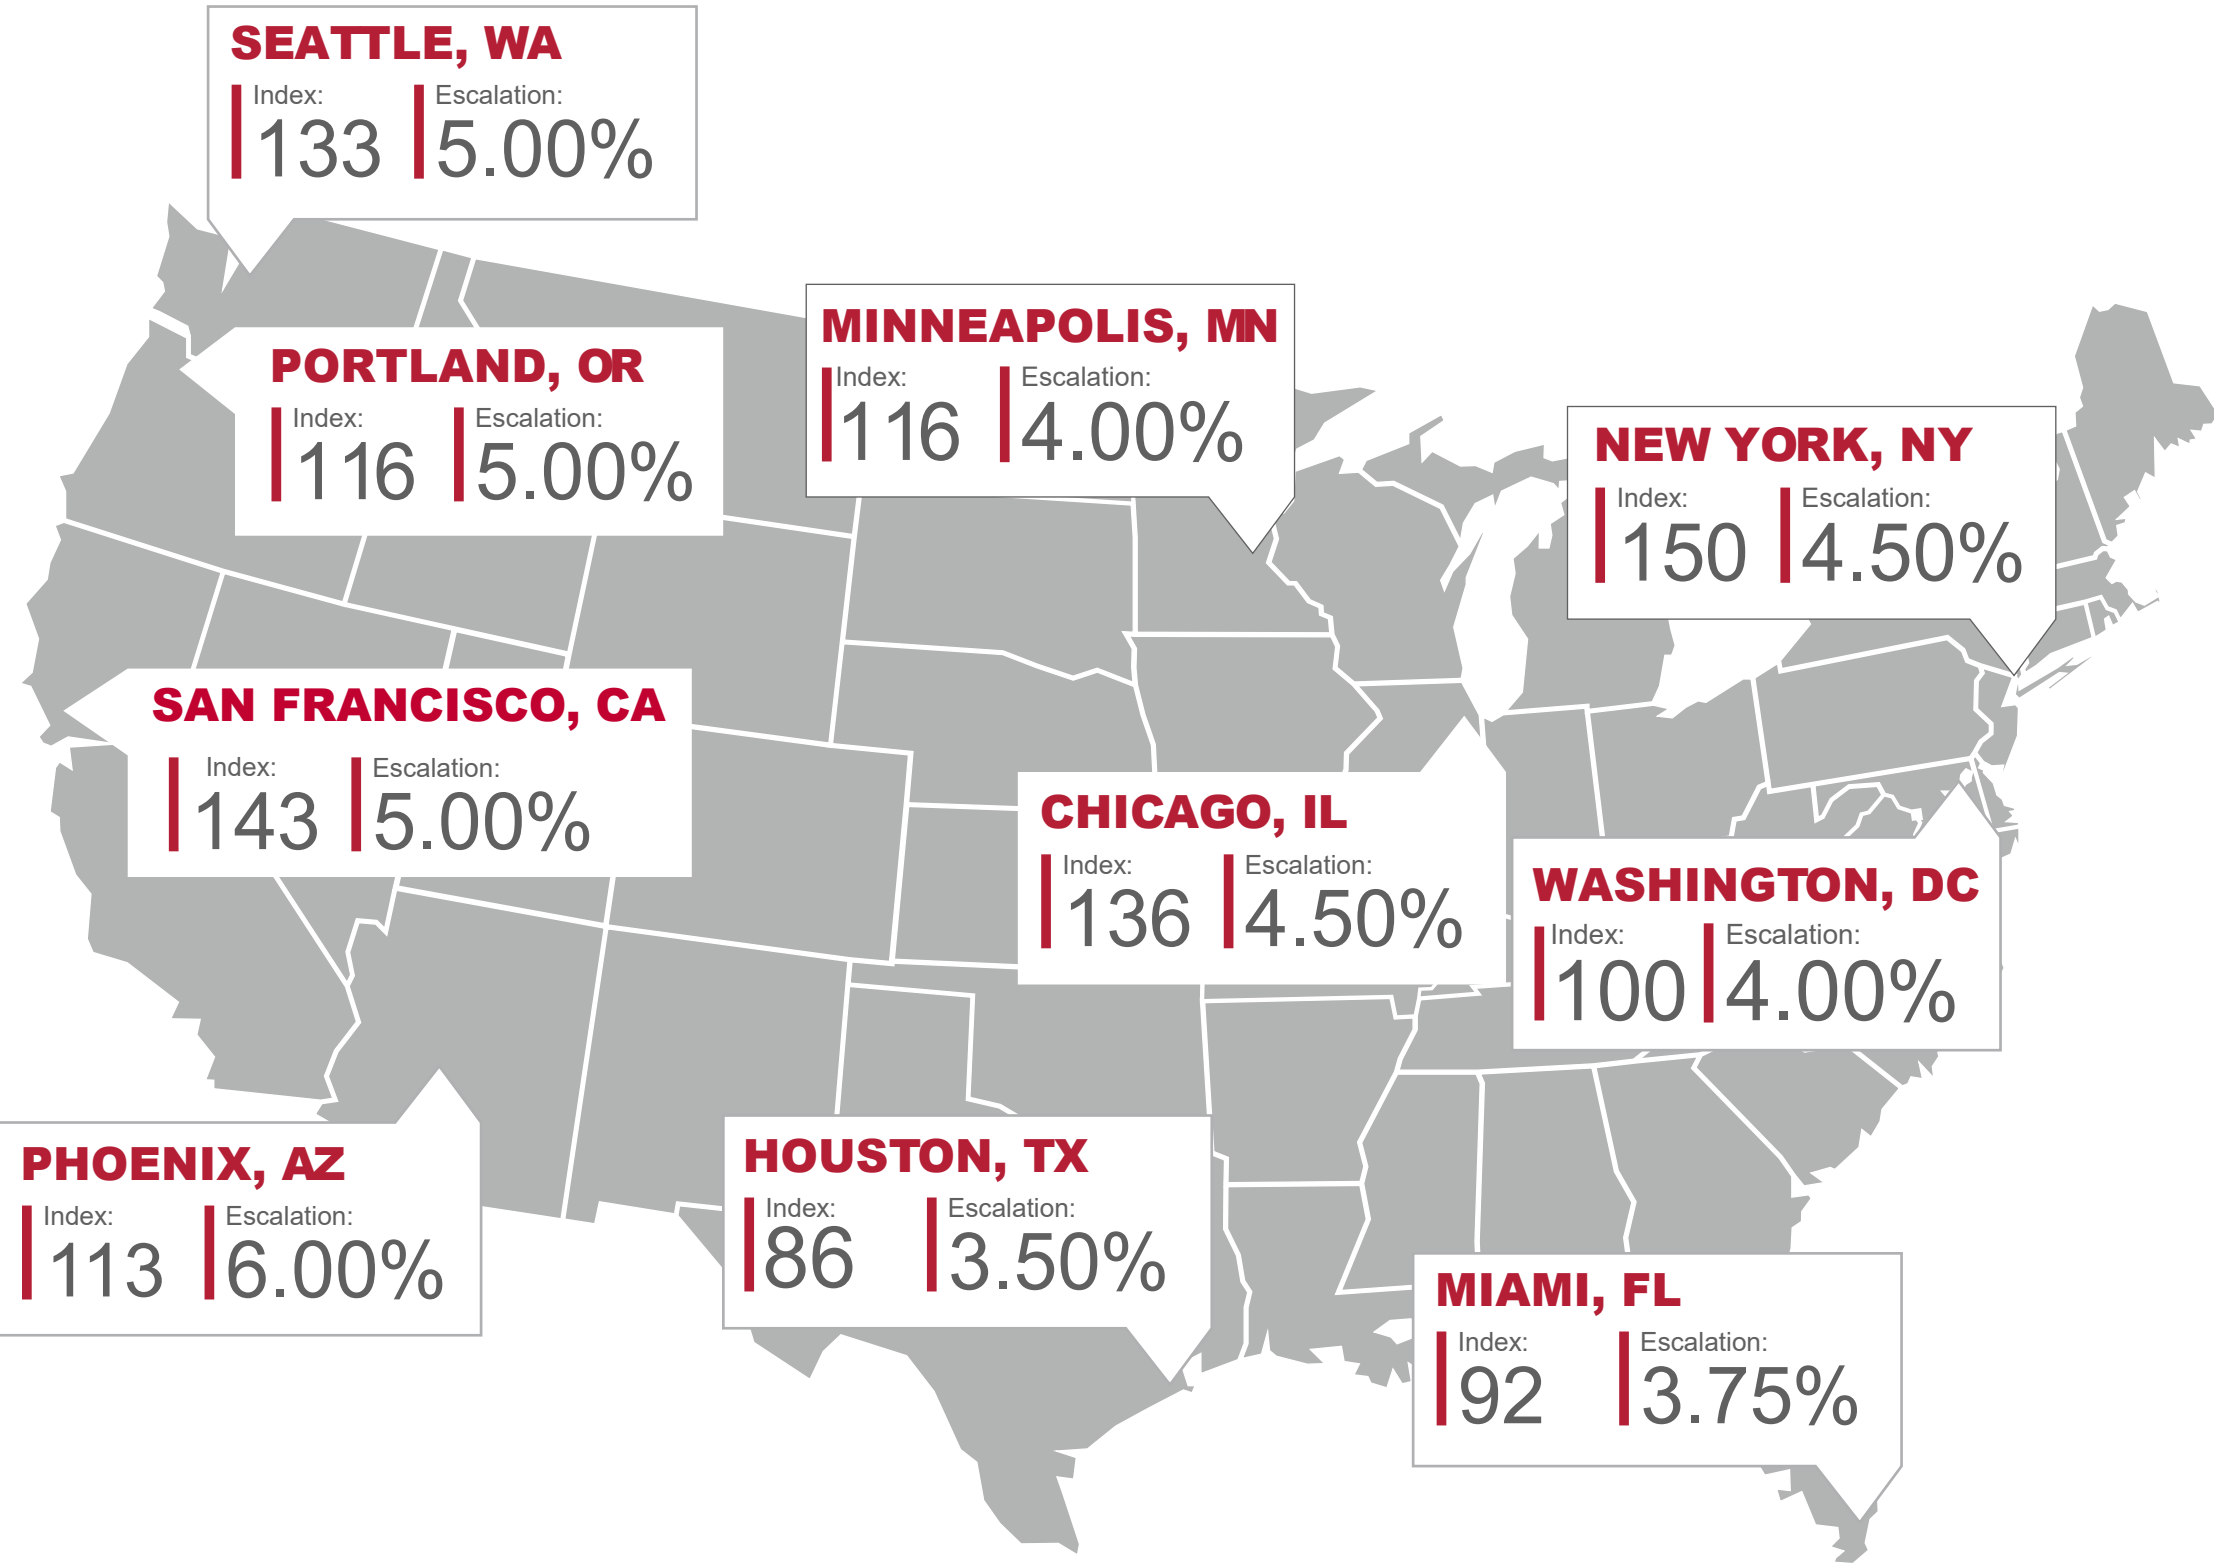 SEATTLE, WA
Index: Escalation:
133 5.00%
PORTLAND, OR
Index: Escalation:
116 5.00%
MINNEAPOLIS, MN
Index: Escalation:
116 4.00%
NEW YORK, NY
Index: Escalation:
150 4.50%
SAN FRANCISCO, CA
Index: Escalation:
143 5.00%
CHICAGO, IL
Index: Escalation:
136 4.50%
WASHINGTON, DC
Index: Escalation:
100 4.00%
PHOENIX, AZ
Index: Escalation:
113 6.00%
HOUSTON, TX
Index: Escalation:
86 3.50%
MIAMI, FL
Index: Escalation:
92 3.75%